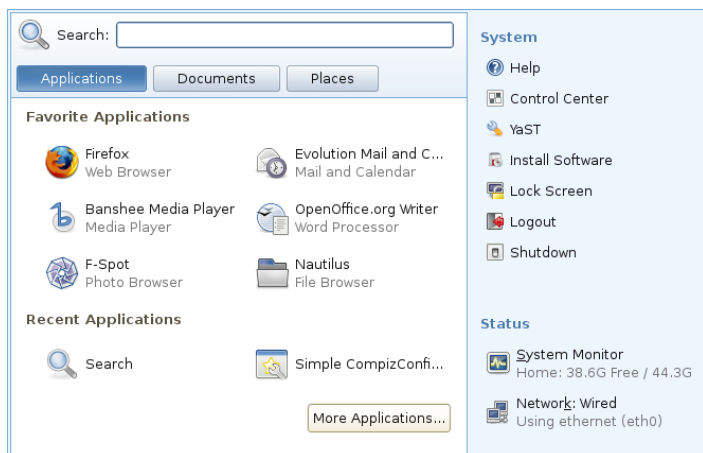 Search:
Applications
Documents
Places
Favorite Applications
Firefox
Web Browser
Evolution Mail and C...
Mail and Calendar
Banshee Media Player
Media Player
OpenOffice.org Writer
Word Processor
F-Spot
Photo Browser
Nautilus
File Browser
Recent Applications
Search
Simple CompizConfi...
More Applications...
System
Help
Control Center
YaST
Install Software
Lock Screen
Logout
Shutdown
Status
System Monitor
Home: 38.6G Free / 44.3G
Network: Wired
Using ethernet (eth0)